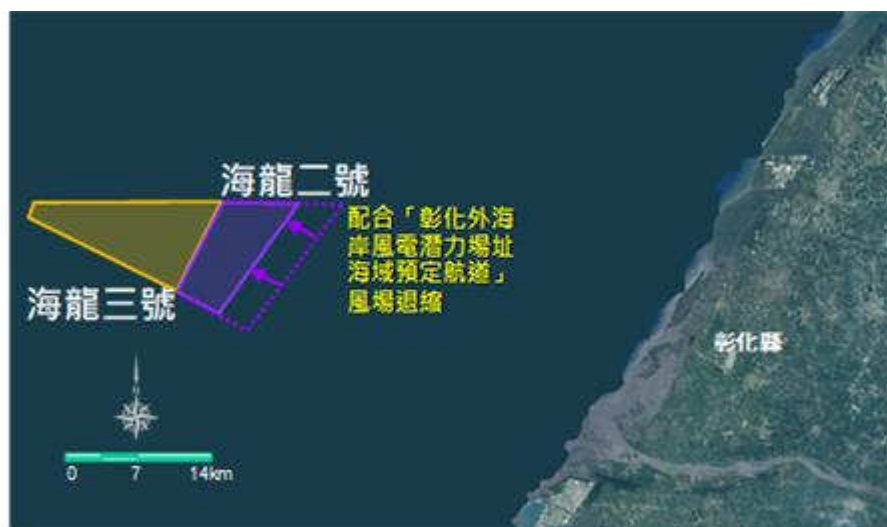 海龍二號
配合「彰化外海
岸風電潛力場址
海域預定航道」
風場退縮
海龍三號
彰化縣
0 7 14km